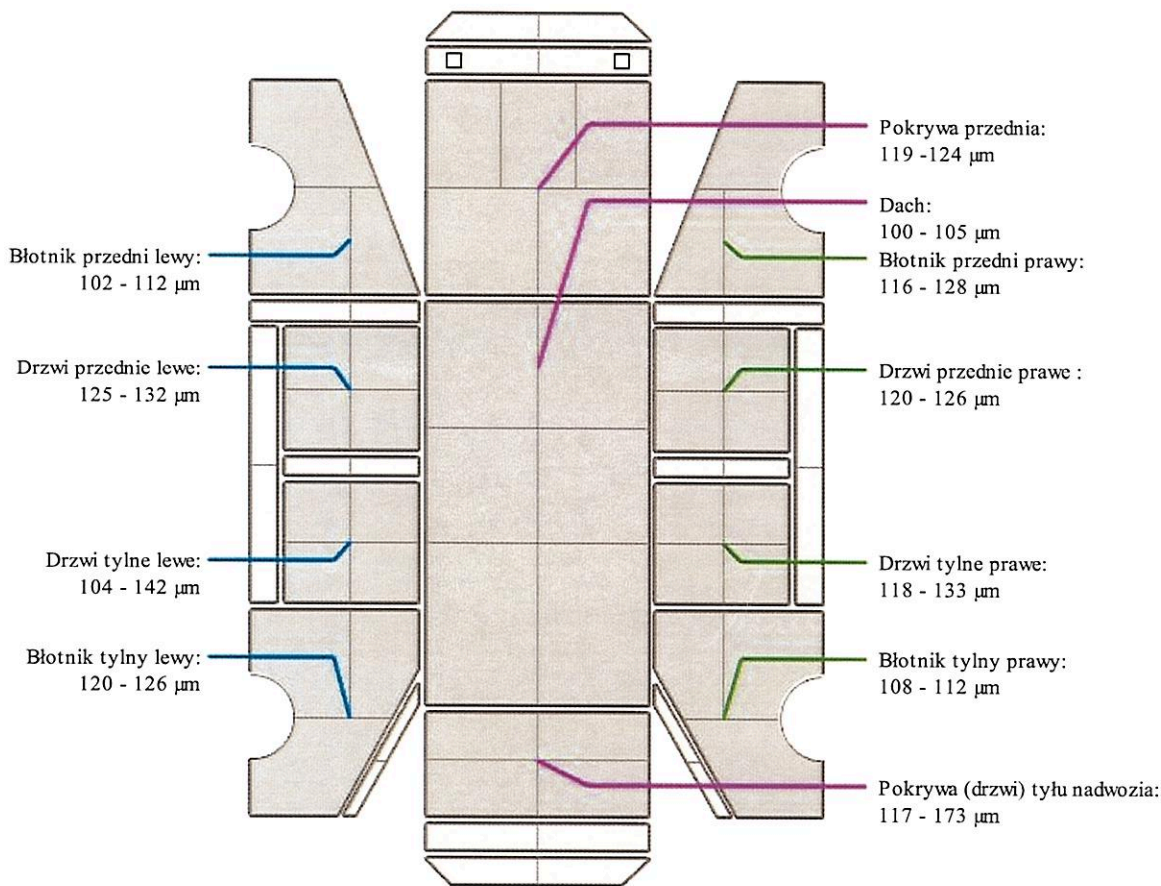 Pokrywa przednia:
119 -124 µm
Dach:
100 - 105 µm
Błotnik przedni lewy:
102 - 112 µm
Błotnik przedni prawy:
116 - 128 µm
Drzwi przednie lewe:
125 - 132 µm
Drzwi przednie prawe :
120 - 126 µm
Drzwi tylne lewe:
104 - 142 µm
Drzwi tylne prawe:
118 - 133 µm
Błotnik tylny lewy:
120 - 126 µm
Błotnik tylny prawy:
108 - 112 µm
Pokrywa (drzwi) tyłu nadwozia:
117 - 173 µm